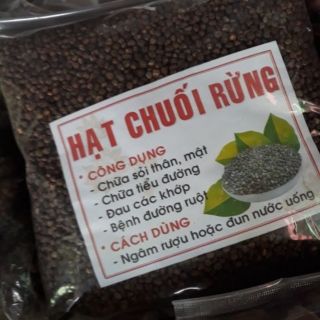 HẠT CHUỐI RỪNG
• CÔNG DỤNG
- Chữa sỏi thân, mật
- Chữa tiểu đường
- Đau các khớp
- Bệnh đường ruột
• CÁCH DÙNG
- Ngâm rượu hoặc đun nước uống